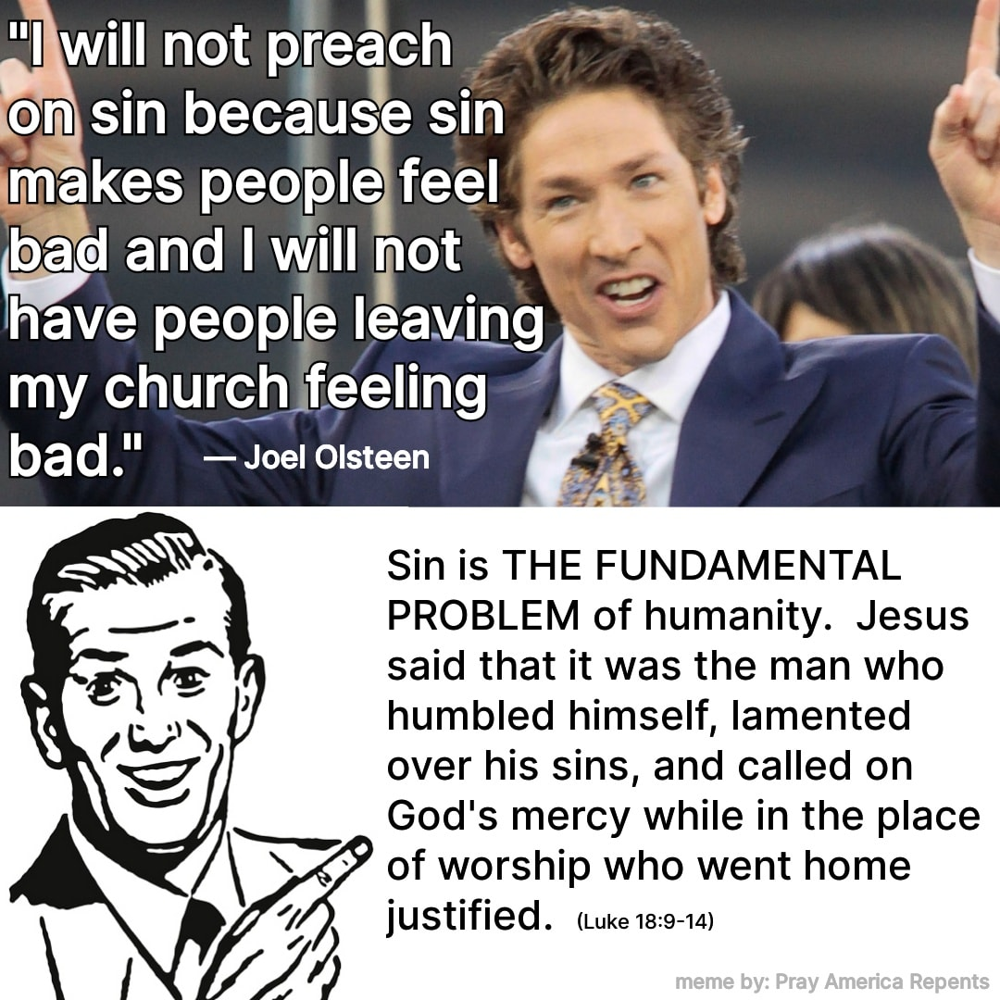 "I will not preach
on sin because sin
makes people feel
bad and I will not
have people leaving
my church feeling
bad."
— Joel Olsteen
Sin is THE FUNDAMENTAL
PROBLEM of humanity.  Jesus
said that it was the man who
humbled himself, lamented
over his sins, and called on
God's mercy while in the place
of worship who went home
justified.  (Luke 18:9-14)
meme by: Pray America Repents